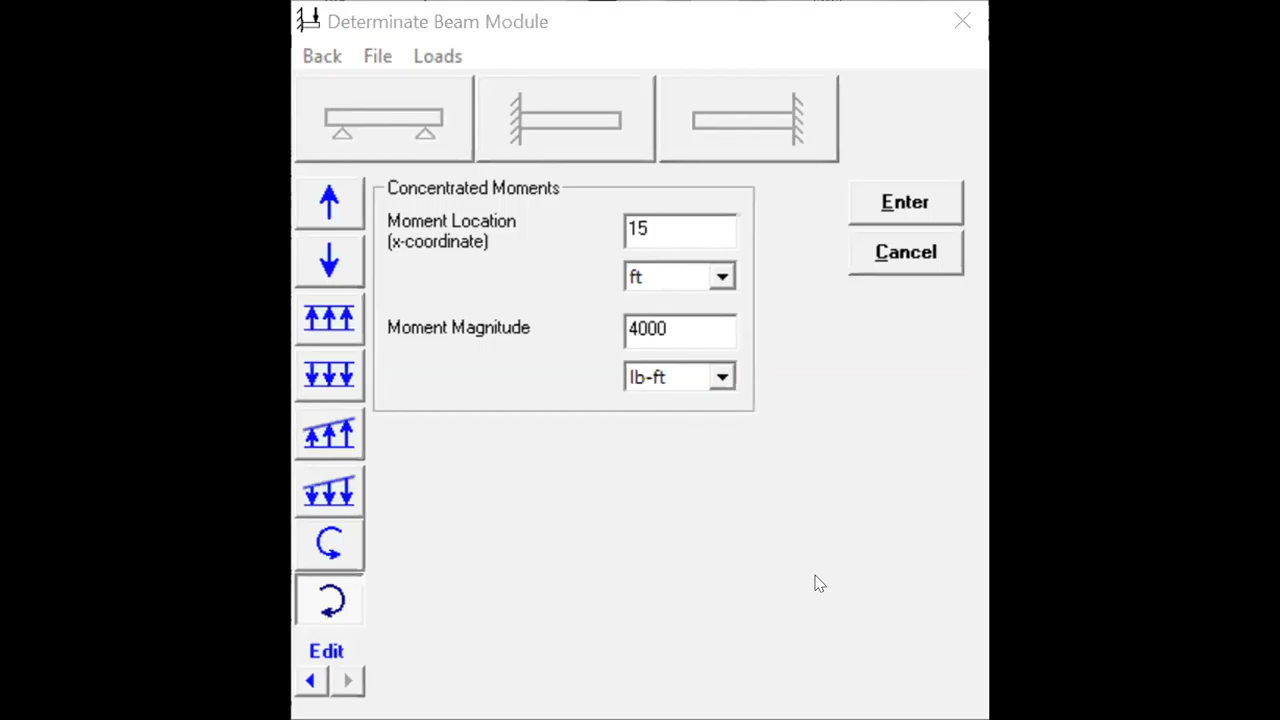 Determinate Beam Module
Back File Loads
Concentrated Moments
Moment Location
(x-coordinate)
15
ft
Moment Magnitude
4000
lb-ft
Enter
Cancel
Edit